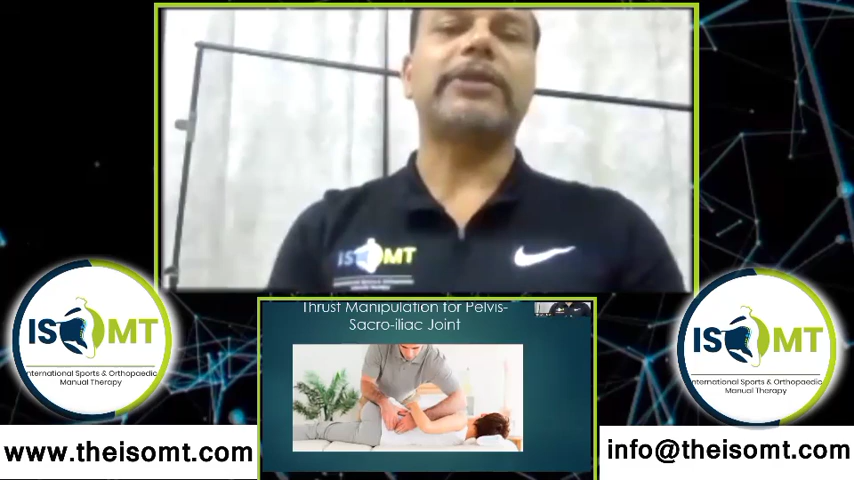 ISOMT
Thrust Manipulation for Pelvis-
Sacro-iliac Joint
ISOMT
International Sports & Orthopaedic
Manual Therapy
ISOMT
International Sports & Orthopaedic
Manual Therapy
www.theisomt.com
info@theisomt.com